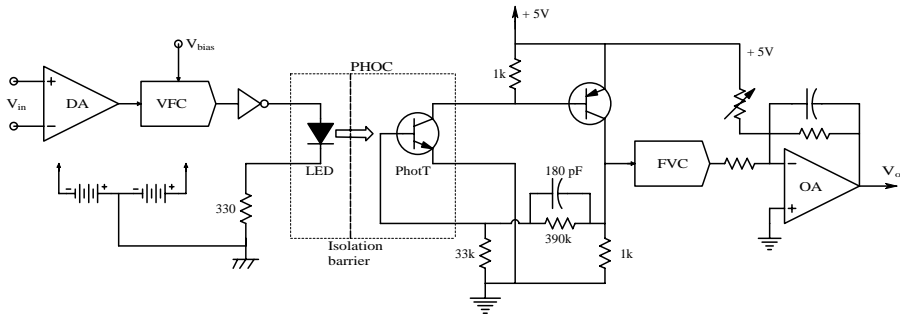 + 5V
V_bias
PHOC
1k
+ 5V
+
DA
−
V_in
VFC
LED
PhotT
FVC
−
OA
+
V_o
180 pF
390k
- +
- +
330
Isolation
barrier
33k
1k